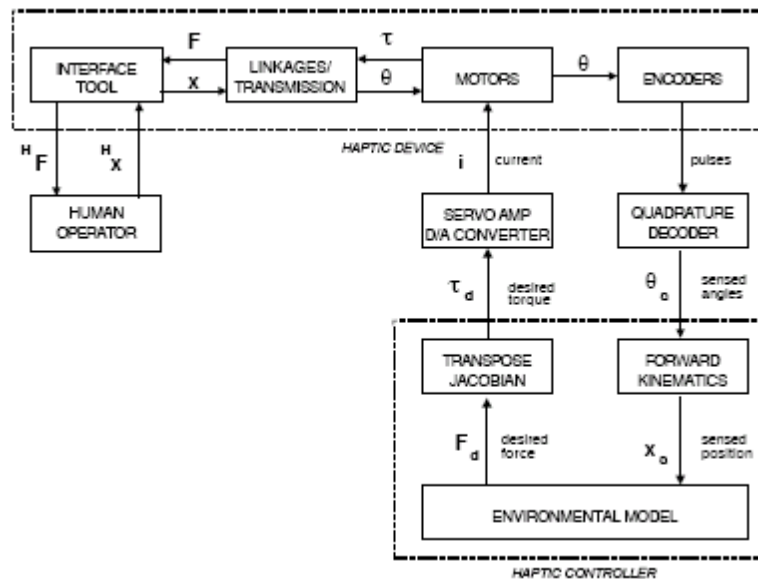 F
τ
INTERFACE
TOOL
LINKAGES/
TRANSMISSION
MOTORS
θ
ENCODERS
x
θ
HAPTIC DEVICE
H F
H x
i
current
pulses
HUMAN
OPERATOR
SERVO AMP
D/A CONVERTER
QUADRATURE
DECODER
τ d
desired
torque
θ a
sensed
angles
TRANSPOSE
JACOBIAN
FORWARD
KINEMATICS
F d
desired
force
x a
sensed
position
ENVIRONMENTAL MODEL
HAPTIC CONTROLLER